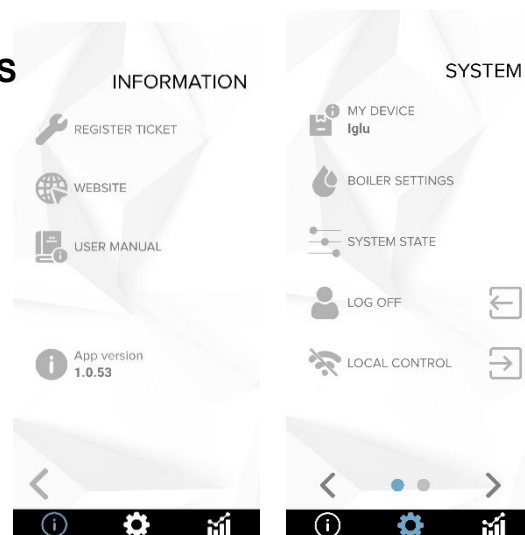 S
INFORMATION
REGISTER TICKET
WEBSITE
USER MANUAL
App version
1.0.53
SYSTEM
MY DEVICE
Iglu
BOILER SETTINGS
SYSTEM STATE
LOG OFF
LOCAL CONTROL